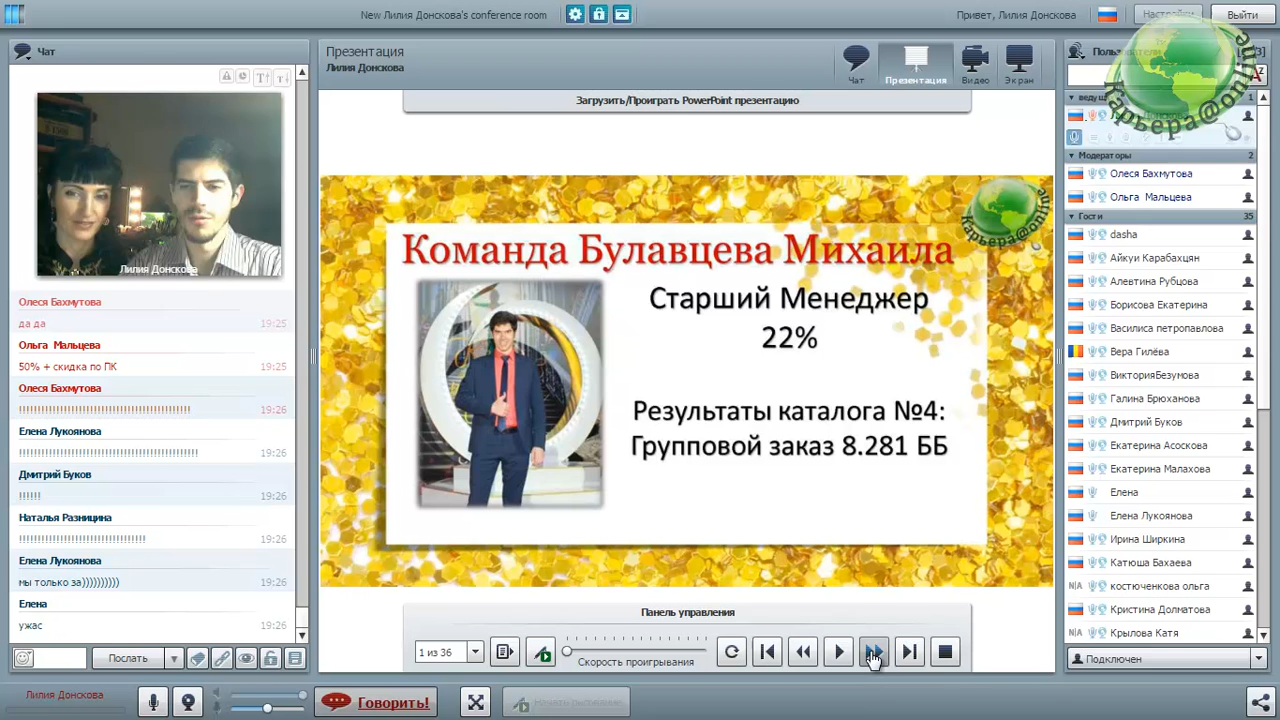 New Лилия Донскова's conference room
Привет, Лилия Донскова
Настройки
Выйти
Чат
Лилия Донскова
Олеся Бахмутова
да да
19:25
Ольга Мальцева
50% + скидка по ПК
19:25
Олеся Бахмутова
!!!!!!!!!!!!!!!!!!!!!!!!!!!!!!!!!!!!!!!!!!!!!!!
19:26
Елена Лукоянова
!!!!!!!!!!!!!!!!!!!!!!!!!!!!!!!!!!!!!!!!!!!!!!!!!
19:26
Дмитрий Буков
!!!!!!
19:26
Наталья Разницина
!!!!!!!!!!!!!!!!!!!!!!!!!!!!!!!!!!!
19:26
Елена Лукоянова
мы только за))))))))))
19:26
Елена
ужас
19:26
Послать
Презентация
Лилия Донскова
Чат
Презентация
Видео
Экран
Загрузить/Проиграть PowerPoint презентацию
Карьера@online
Команда Булавцева Михаила
Старший Менеджер
22%
Результаты каталога №4:
Групповой заказ 8.281 ББ
Панель управления
1 из 36
Скорость проигрывания
Карьера@online
ведущ
1
Модераторы
2
Олеся Бахмутова
Ольга Мальцева
Гости
35
dasha
Айкуи Карабахцян
Алевтина Рубцова
Борисова Екатерина
Василиса петропавлова
Вера Гилёва
ВикторияБезумова
Галина Брюханова
Дмитрий Буков
Екатерина Асоскова
Екатерина Малахова
Елена
Елена Лукоянова
Ирина Ширкина
Катюша Бахаева
N/A костюченкова ольга
Кристина Долматова
N/A Крылова Катя
Подключен
Лилия Донскова
Говорить!